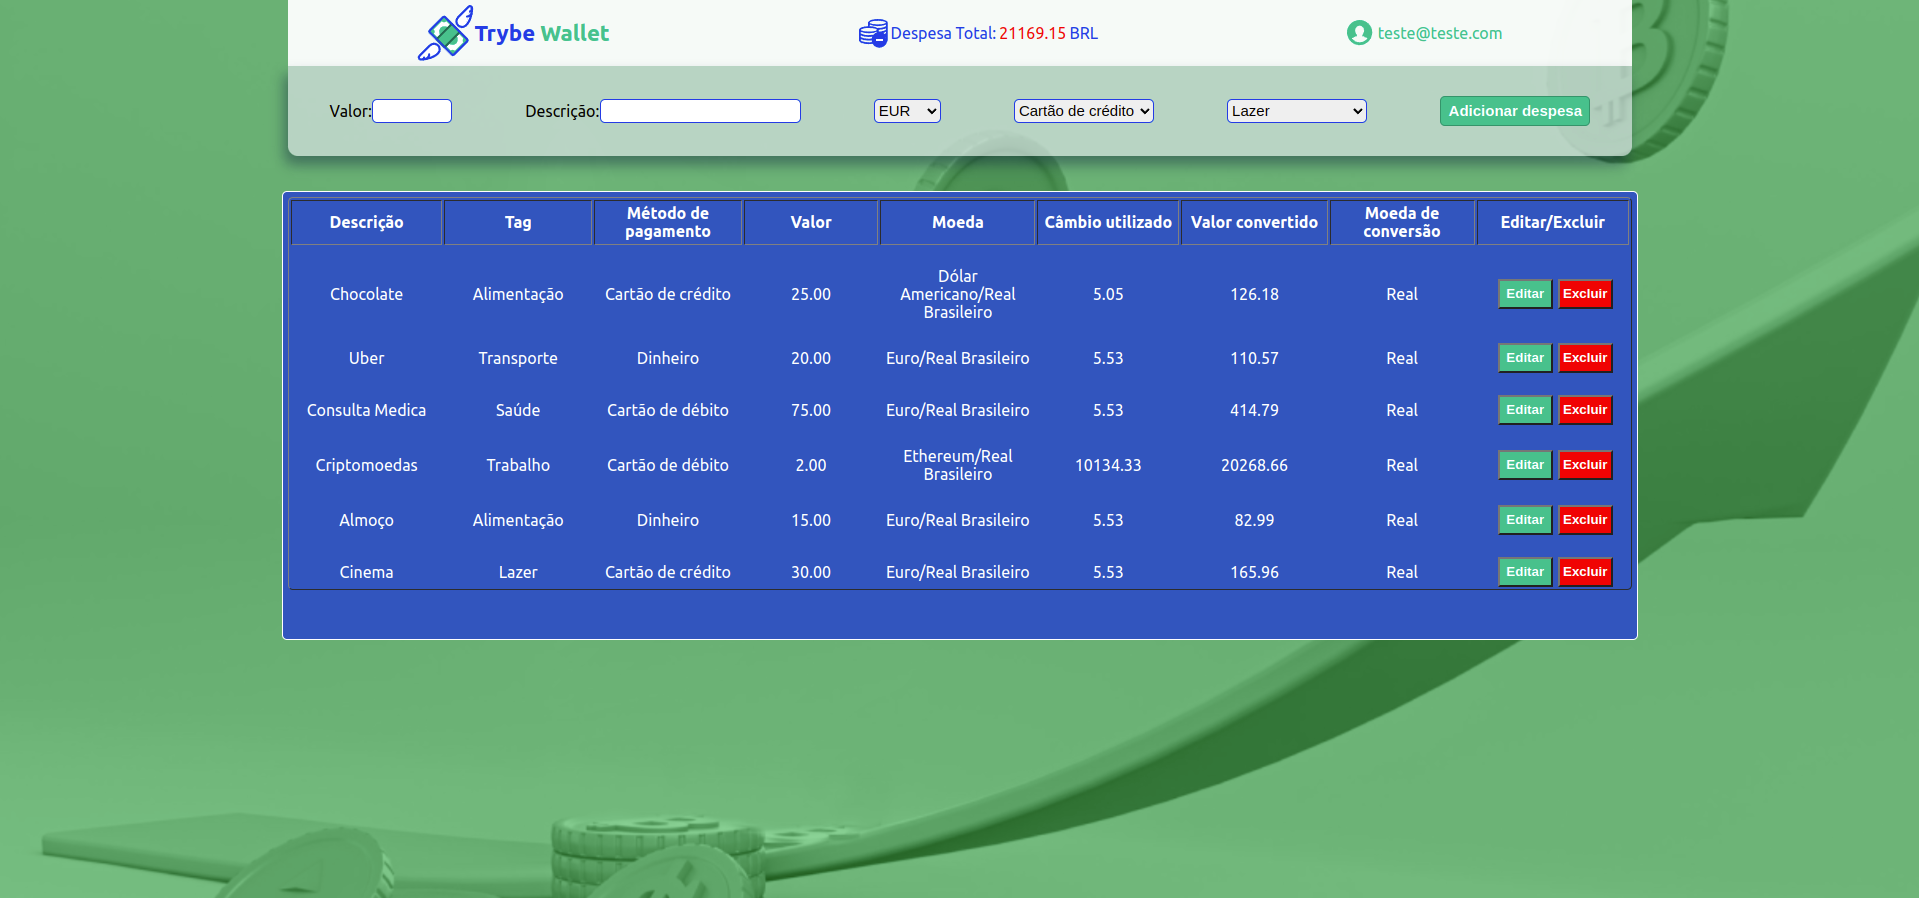 Trybe Wallet
Despesa Total: 21169.15 BRL
teste@teste.com
Valor:
Descrição:
EUR
Cartão de crédito
Lazer
Adicionar despesa
Descrição Tag Método de pagamento Valor Moeda Câmbio utilizado Valor convertido Moeda de conversão Editar/Excluir
Chocolate Alimentação Cartão de crédito 25.00 Dólar Americano/Real Brasileiro 5.05 126.18 Real Editar Excluir
Uber Transporte Dinheiro 20.00 Euro/Real Brasileiro 5.53 110.57 Real Editar Excluir
Consulta Medica Saúde Cartão de débito 75.00 Euro/Real Brasileiro 5.53 414.79 Real Editar Excluir
Criptomoedas Trabalho Cartão de débito 2.00 Ethereum/Real Brasileiro 10134.33 20268.66 Real Editar Excluir
Almoço Alimentação Dinheiro 15.00 Euro/Real Brasileiro 5.53 82.99 Real Editar Excluir
Cinema Lazer Cartão de crédito 30.00 Euro/Real Brasileiro 5.53 165.96 Real Editar Excluir